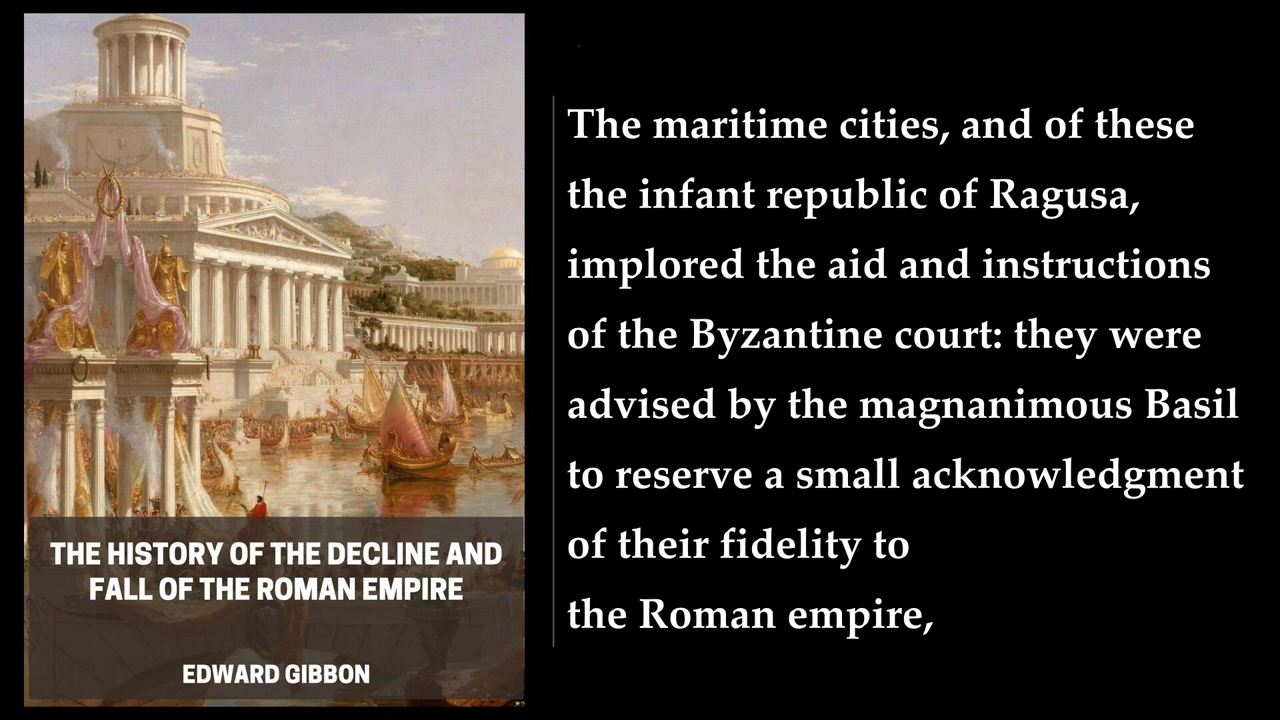 THE HISTORY OF THE DECLINE AND
FALL OF THE ROMAN EMPIRE
EDWARD GIBBON
The maritime cities, and of these
the infant republic of Ragusa,
implored the aid and instructions
of the Byzantine court: they were
advised by the magnanimous Basil
to reserve a small acknowledgment
of their fidelity to
the Roman empire,